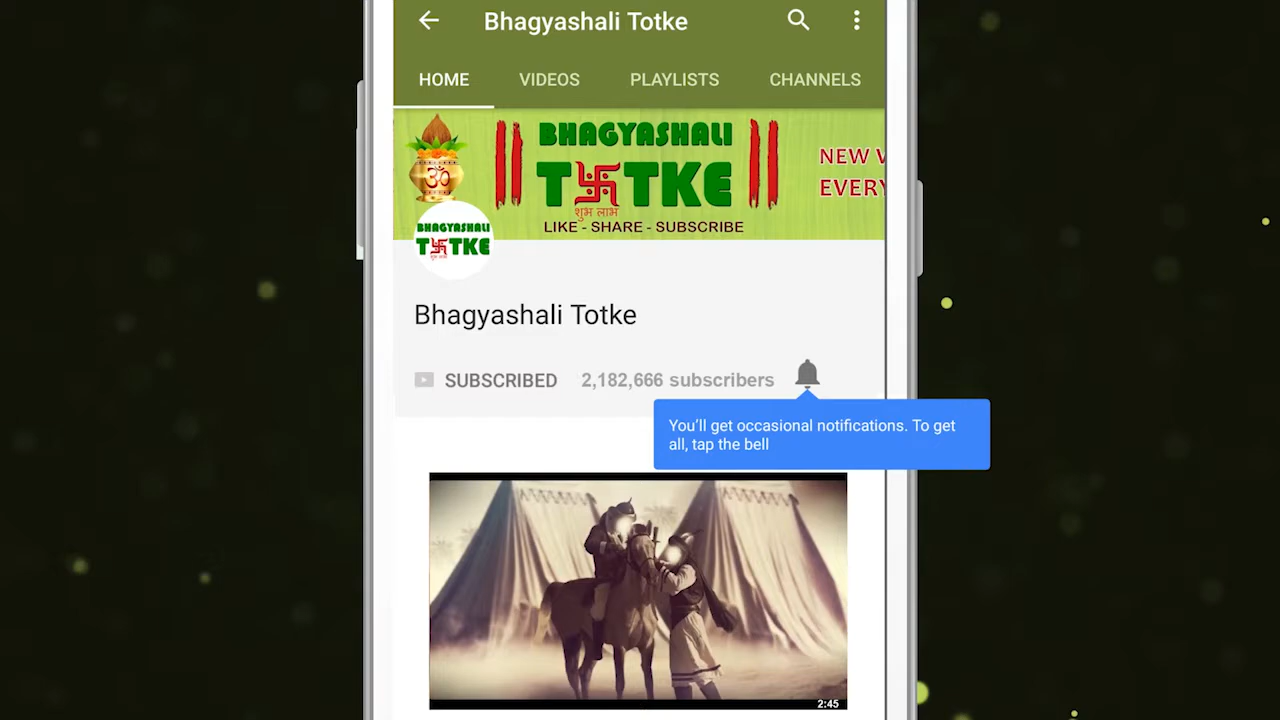 Bhagyashali Totke
HOME VIDEOS PLAYLISTS CHANNELS
BHAGYASHALI
TOTKE
शुभ लाभ
LIKE - SHARE - SUBSCRIBE
NEW
EVERY
ॐ
BHAGYASHALI
TOTKE
शुभ लाभ
Bhagyashali Totke
SUBSCRIBED 2,182,666 subscribers
You’ll get occasional notifications. To get
all, tap the bell
2:45